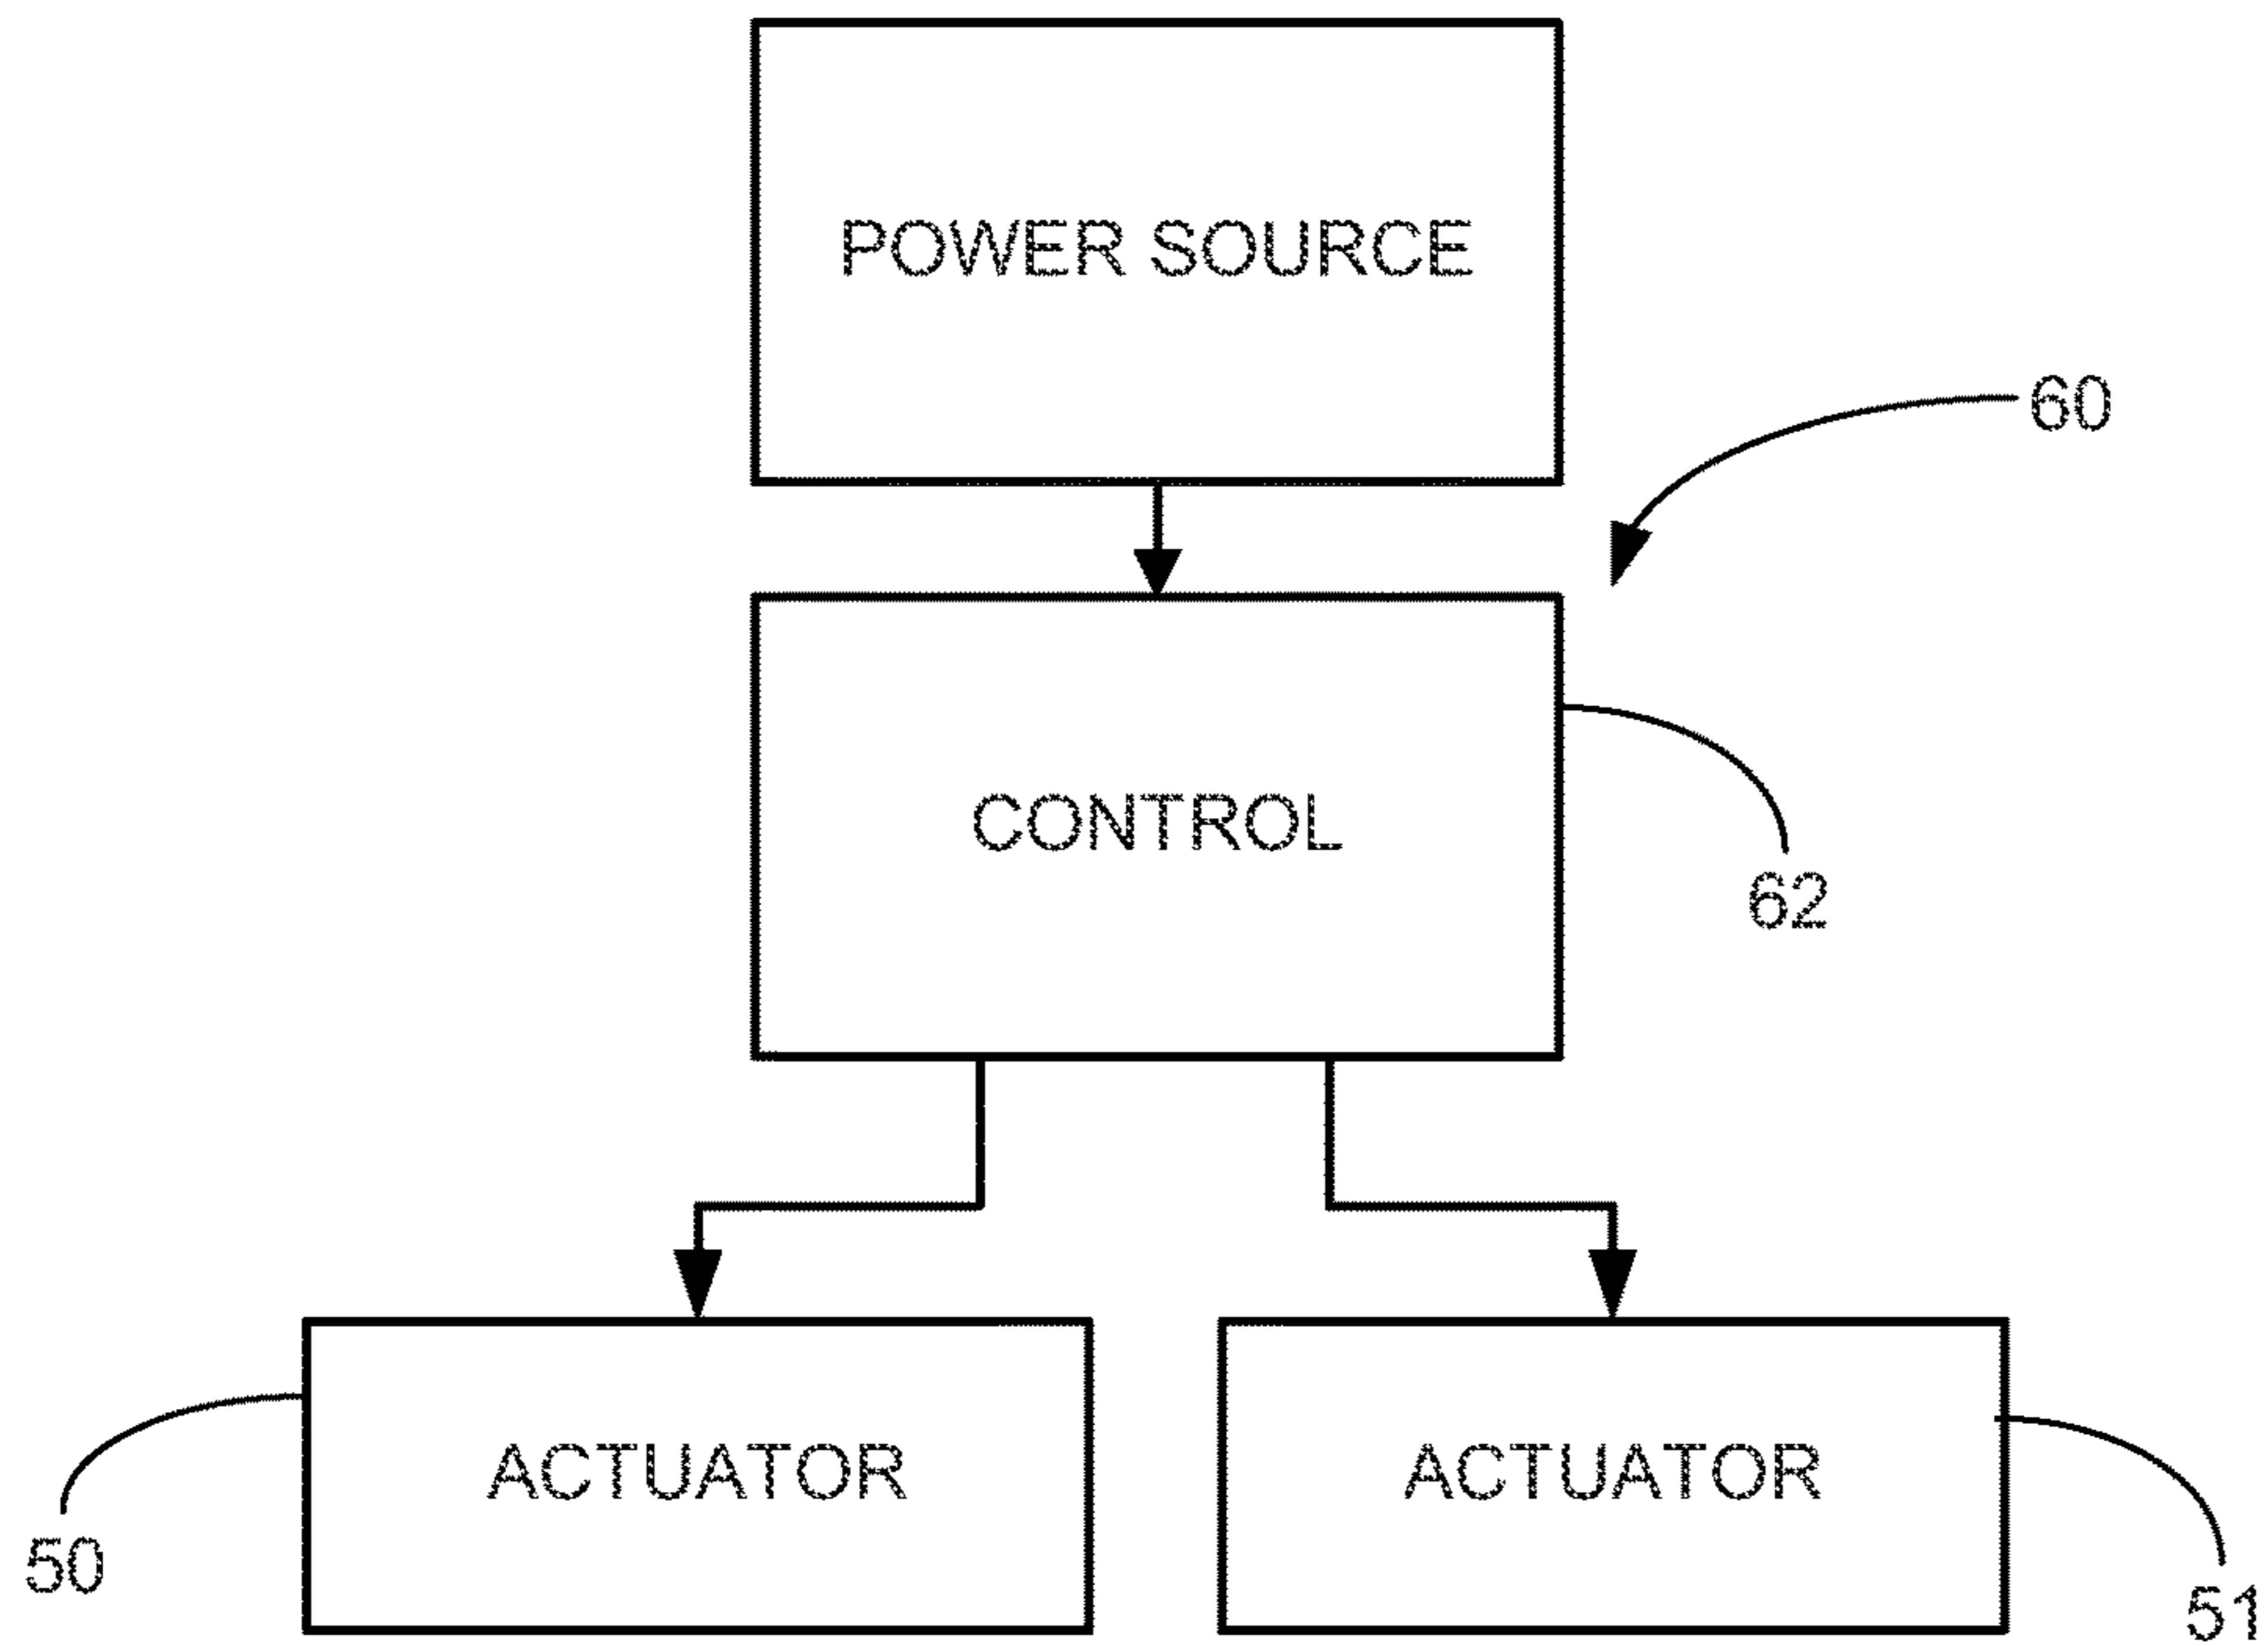 POWER SOURCE
60
CONTROL
62
ACTUATOR
ACTUATOR
50
51